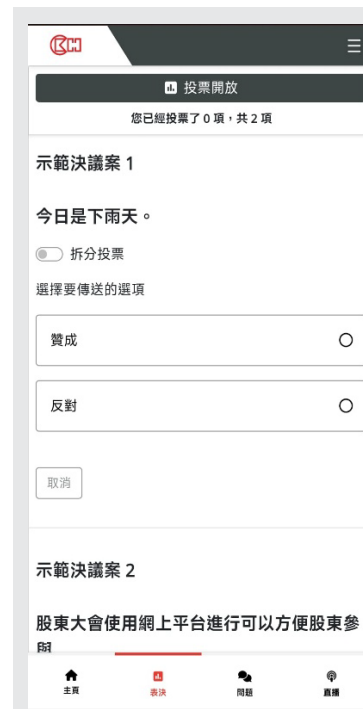 投票開放
您已經投票了 0 項，共 2 項
示範決議案 1
今日是下雨天。
拆分投票
選擇要傳送的選項
贊成
反對
取消
示範決議案 2
股東大會使用網上平台進行可以方便股東參
與
主頁 表決 問題 直播